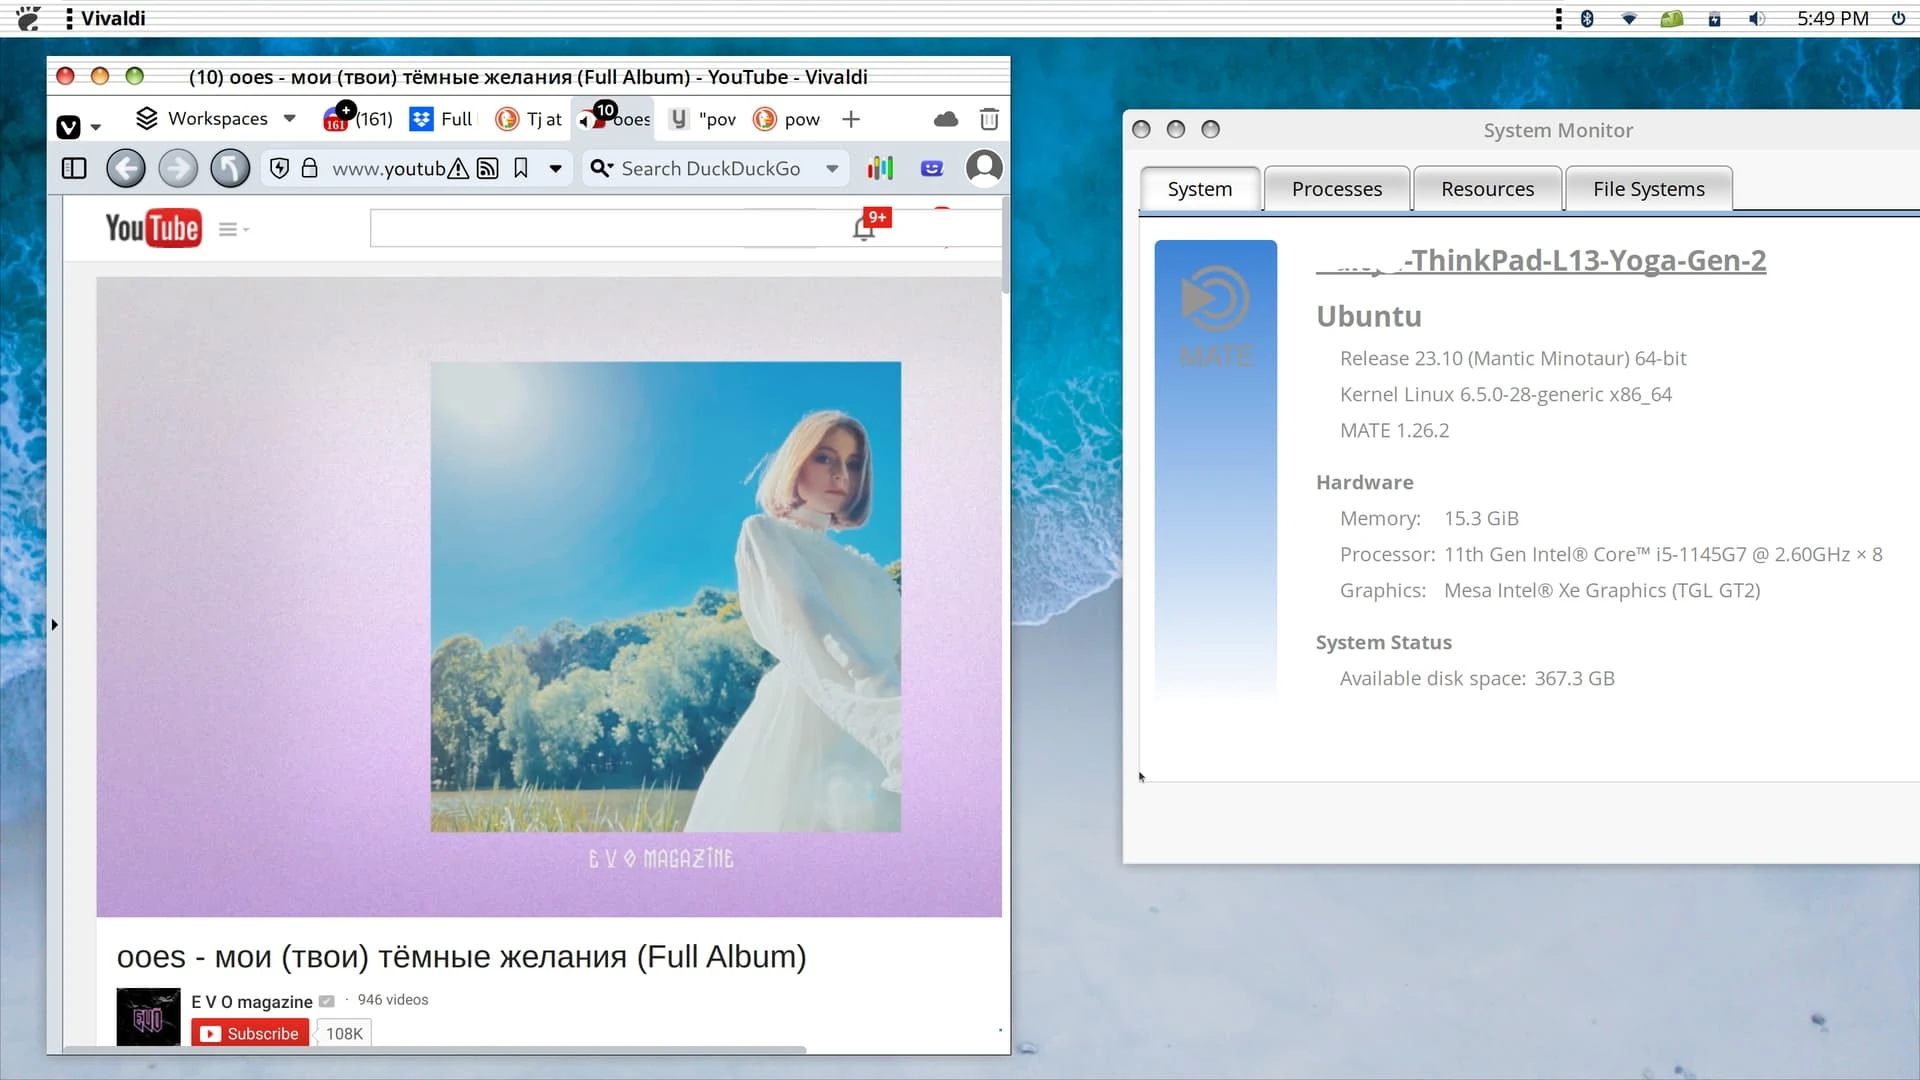 Vivaldi
5:49 PM
(10) ooes - мои (твои) тёмные желания (Full Album) - YouTube - Vivaldi
Workspaces
161
(161)
Full
Tj at
10
ooes
"pov
pow
www.youtub
Search DuckDuckGo
YouTube
9+
E V O MAGAZINE
ooes - мои (твои) тёмные желания (Full Album)
EVO
E V O magazine · 946 videos
Subscribe 108K
System Monitor
System
Processes
Resources
File Systems
MATE
-ThinkPad-L13-Yoga-Gen-2
Ubuntu
Release 23.10 (Mantic Minotaur) 64-bit
Kernel Linux 6.5.0-28-generic x86_64
MATE 1.26.2
Hardware
Memory: 15.3 GiB
Processor: 11th Gen Intel® Core™ i5-1145G7 @ 2.60GHz × 8
Graphics: Mesa Intel® Xe Graphics (TGL GT2)
System Status
Available disk space: 367.3 GB